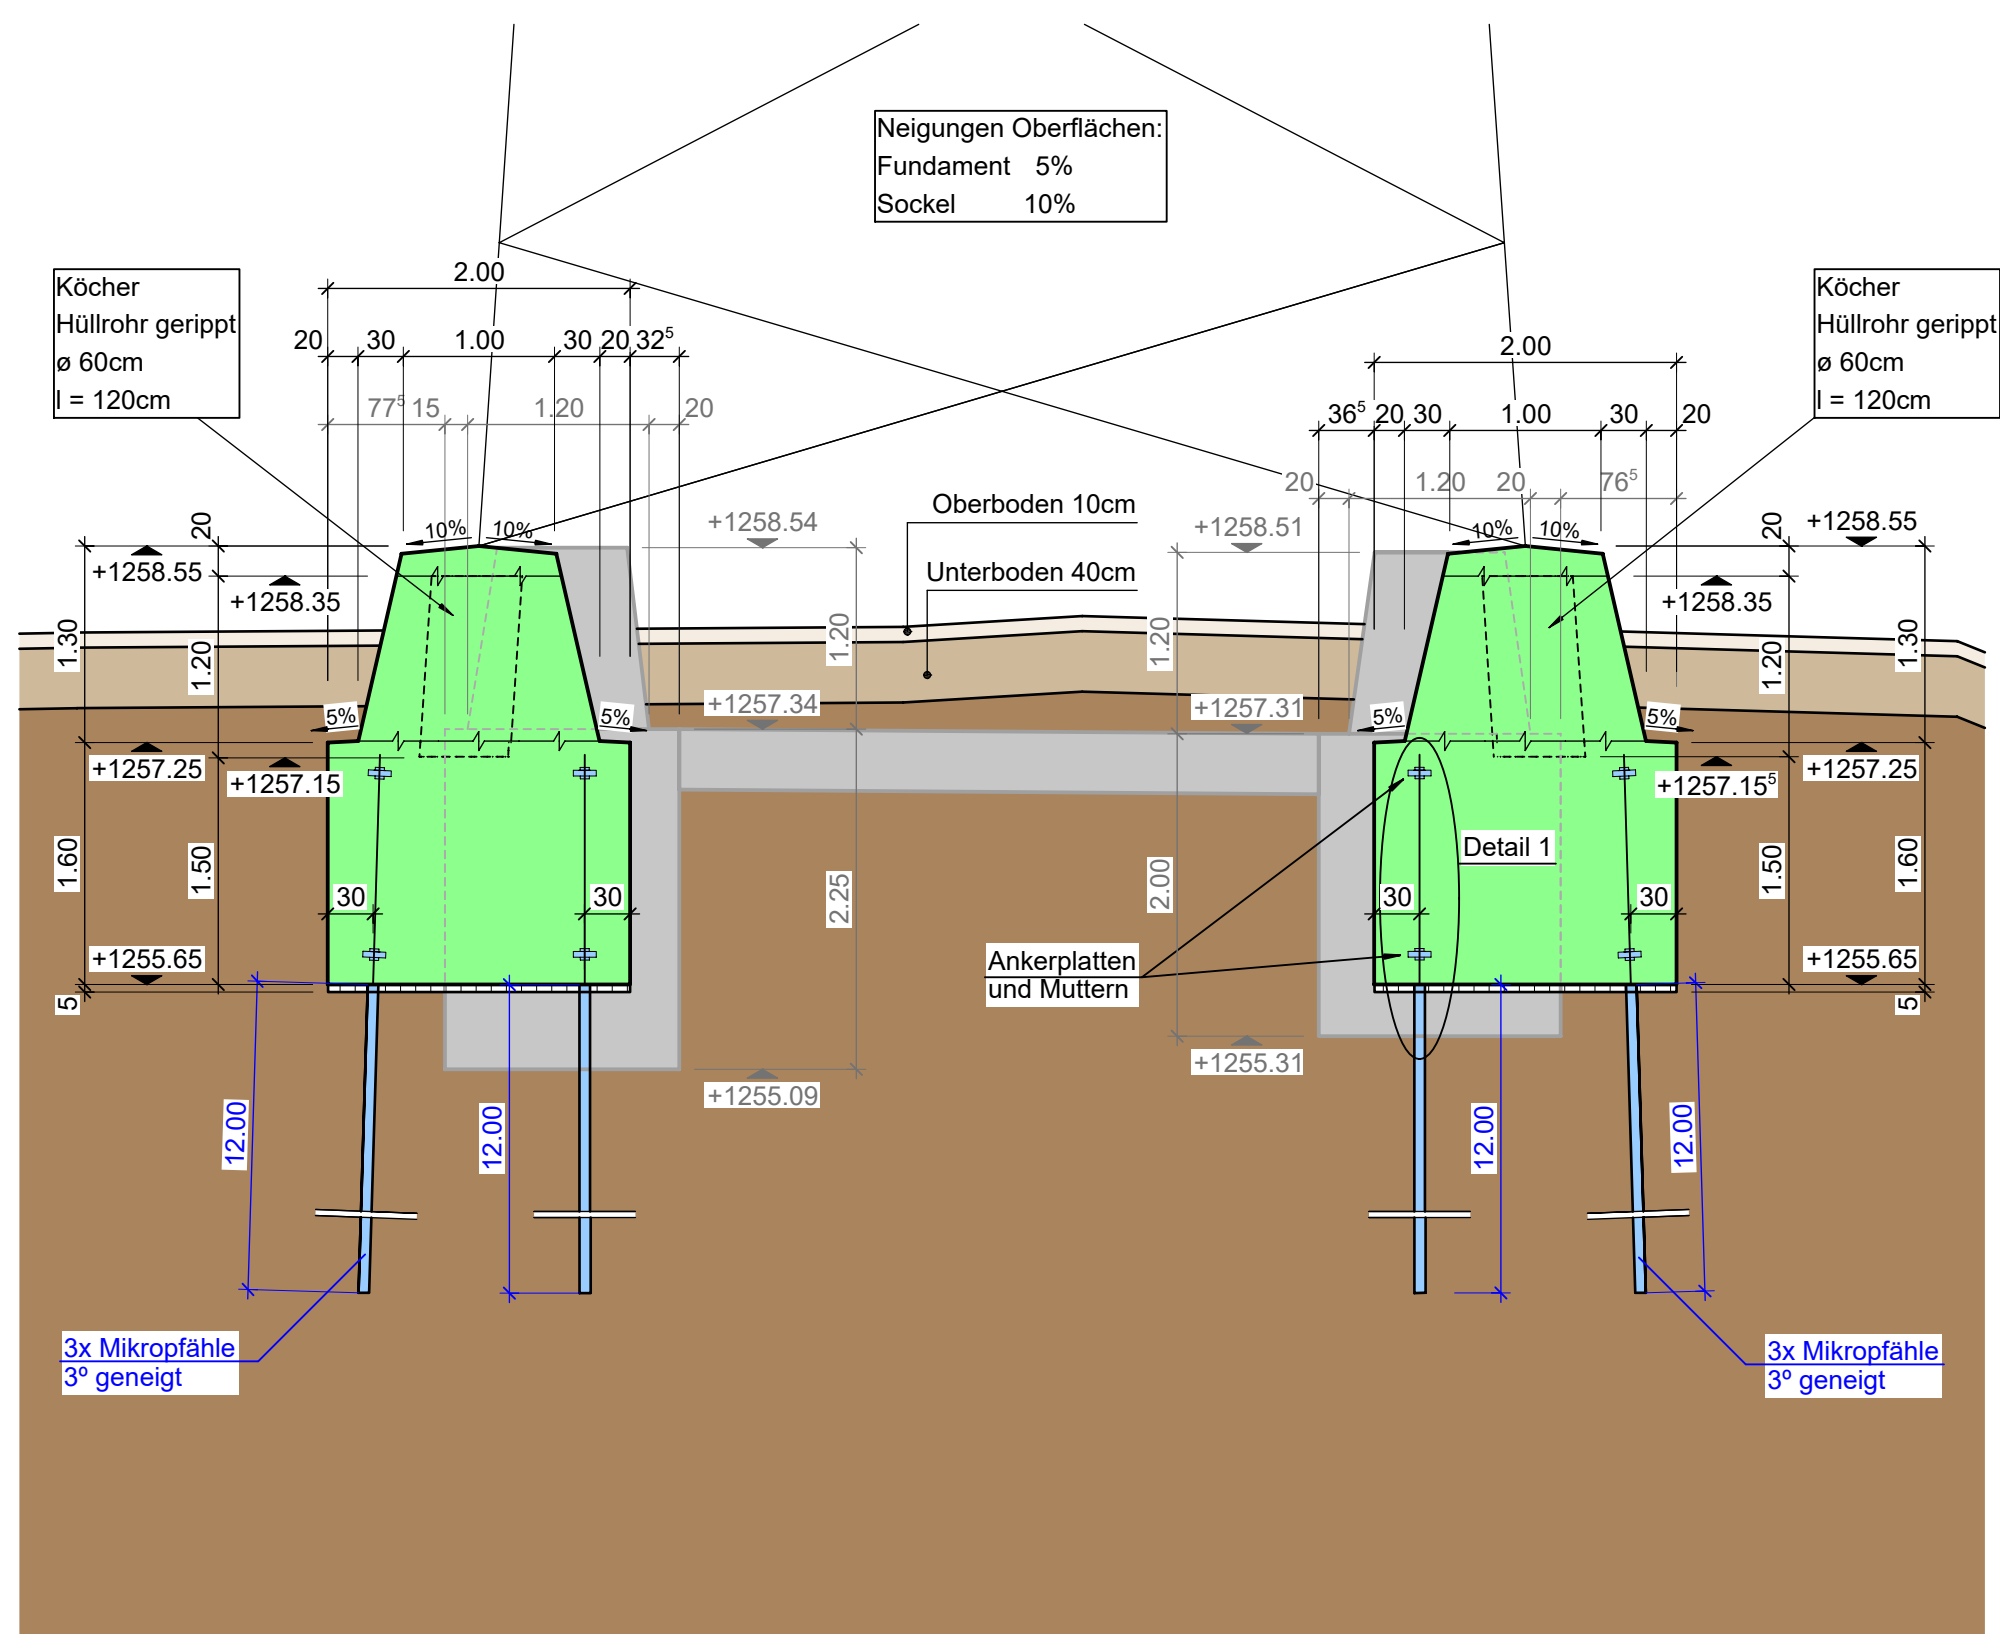 Neigungen Oberflächen:
Fundament 5%
Sockel 10%
Köcher
Hüllrohr gerippt
ø 60cm
l = 120cm
Köcher
Hüllrohr gerippt
ø 60cm
l = 120cm
2.00
20 30 1.00 30 20 32⁵
77⁵ 15 1.20 20
2.00
36⁵ 20 30 1.00 30 20
20 1.20 20 76⁵
Oberboden 10cm
Unterboden 40cm
10% 10%
10% 10%
20
+1258.55
+1258.35
1.30
1.20
5% 5%
+1257.25
+1257.15
1.60
1.50
30 30
+1255.65
5
+1258.54
1.20
+1257.34
2.25
+1255.09
+1258.51
1.20
+1257.31
2.00
+1255.31
20
+1258.55
+1258.35
1.20
1.30
5% 5%
+1257.25
+1257.15⁵
Detail 1
1.50
1.60
30 30
+1255.65
5
Ankerplatten
und Muttern
12.00
12.00
12.00
12.00
3x Mikropfähle
3º geneigt
3x Mikropfähle
3º geneigt